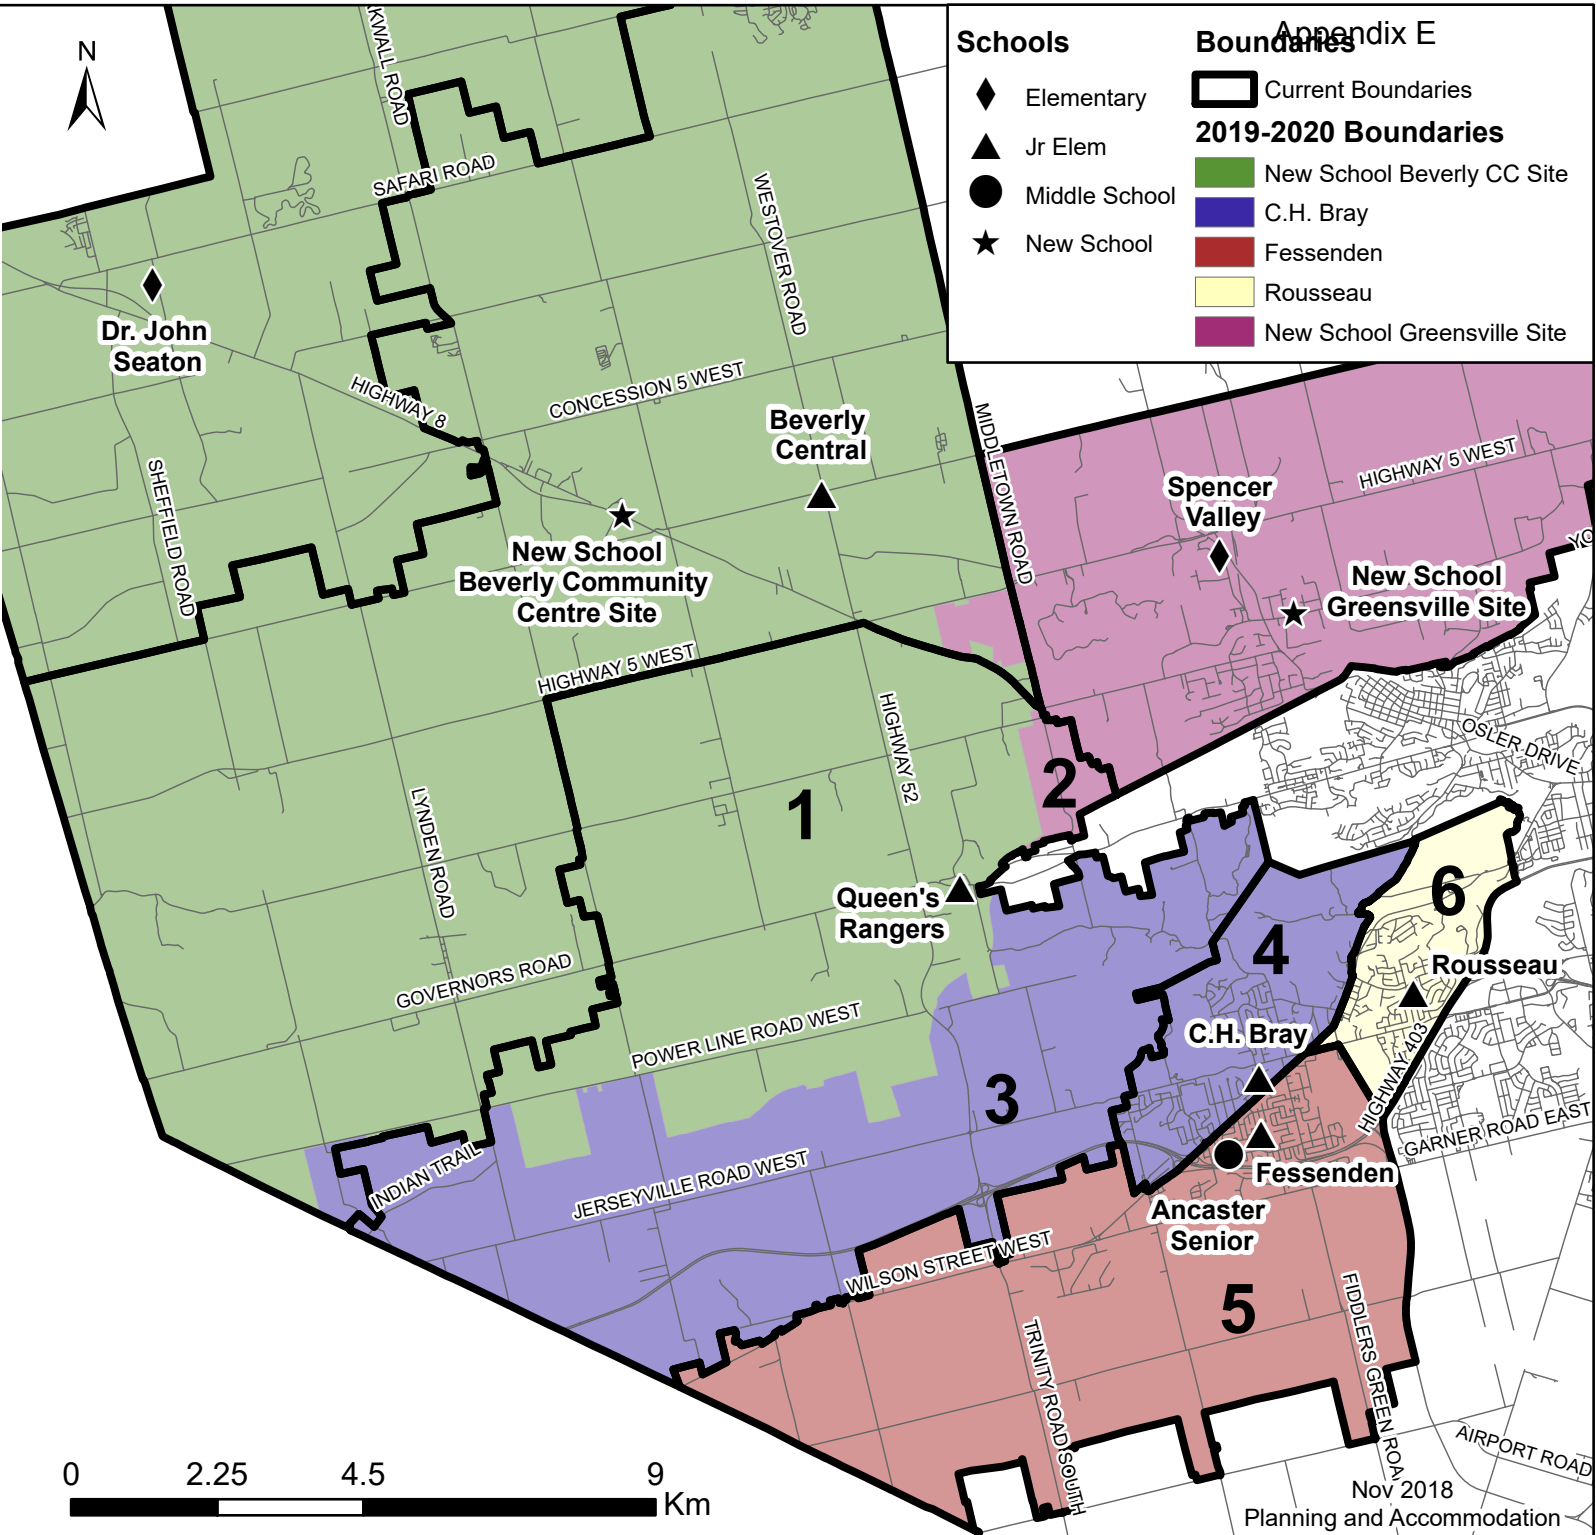 Appendix E
Schools
Elementary
Jr Elem
Middle School
New School
Boundaries
Current Boundaries
2019-2020 Boundaries
New School Beverly CC Site
C.H. Bray
Fessenden
Rousseau
New School Greensville Site
N
SAFARI ROAD
WESTOVER ROAD
Dr. John
Seaton
HIGHWAY 8
CONCESSION 5 WEST
Beverly
Central
MIDDLETOWN ROAD
HIGHWAY 5 WEST
SHEFFIELD ROAD
Spencer
Valley
New School
Beverly Community
Centre Site
New School
Greensville Site
HIGHWAY 5 WEST
HIGHWAY 52
OSLER DRIVE
LYNDEN ROAD
1
2
Queen's
Rangers
6
4
Rousseau
GOVERNORS ROAD
POWER LINE ROAD WEST
C.H. Bray
HIGHWAY 403
3
GARNER ROAD EAST
INDIAN TRAIL
JERSEYVILLE ROAD WEST
Fessenden
Ancaster
Senior
WILSON STREET WEST
5
TRINITY ROAD SOUTH
FIDDLERS GREEN ROA
AIRPORT ROAD
0 2.25 4.5 9
Km
Nov 2018
Planning and Accommodation